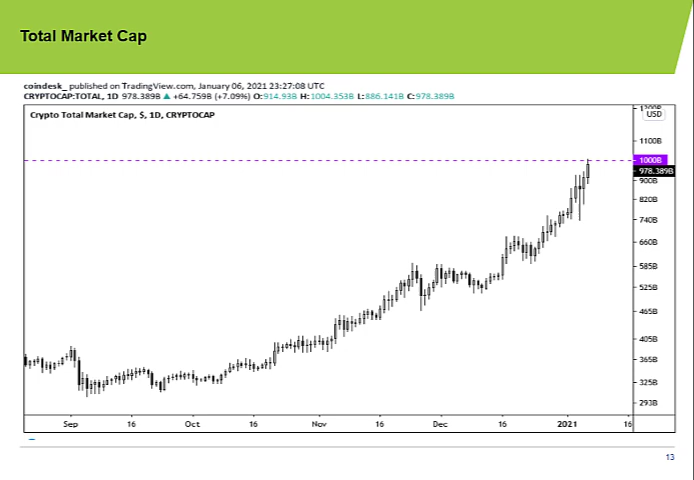 Total Market Cap
coindesk_ published on TradingView.com, January 06, 2021 23:27:08 UTC
CRYPTOCAP:TOTAL, 1D 978.389B ▲ +64.759B (+7.09%) O:914.93B H:1004.353B L:886.141B C:978.389B
Crypto Total Market Cap, $, 1D, CRYPTOCAP
1200B
USD
1100B
1000B
978.389B
900B
820B
740B
660B
585B
525B
465B
405B
365B
325B
293B
Sep 16 Oct 16 Nov 16 Dec 16 2021 16
13